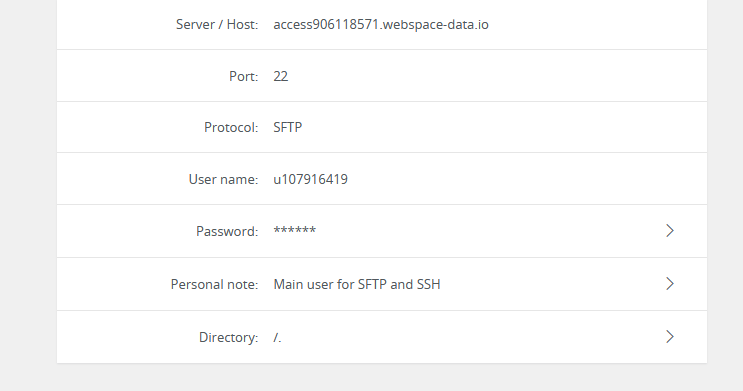 Server / Host: access906118571.webspace-data.io
Port: 22
Protocol: SFTP
User name: u107916419
Password: ******
Personal note: Main user for SFTP and SSH
Directory: /.